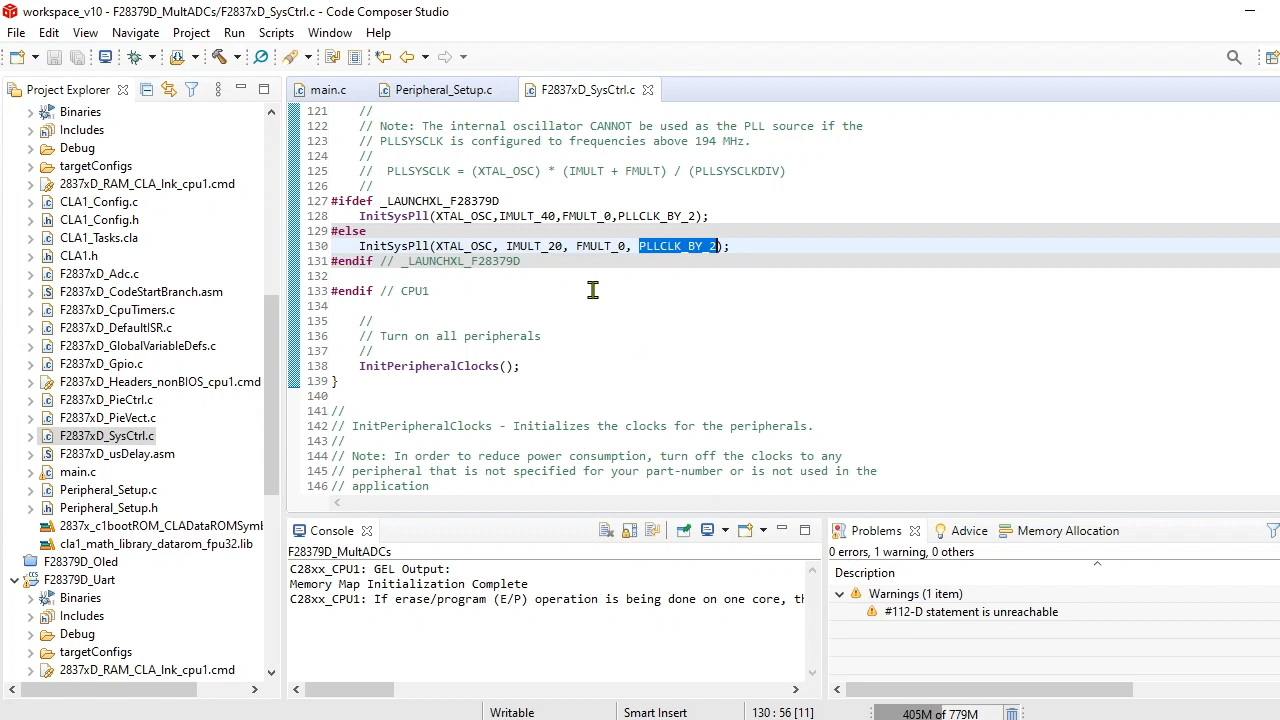 workspace_v10 - F28379D_MultADCs/F2837xD_SysCtrl.c - Code Composer Studio
File Edit View Navigate Project Run Scripts Window Help
Project Explorer
Binaries
Includes
Debug
targetConfigs
2837xD_RAM_CLA_lnk_cpu1.cmd
CLA1_Config.c
CLA1_Config.h
CLA1_Tasks.cla
CLA1.h
F2837xD_Adc.c
F2837xD_CodeStartBranch.asm
F2837xD_CpuTimers.c
F2837xD_DefaultISR.c
F2837xD_GlobalVariableDefs.c
F2837xD_Gpio.c
F2837xD_Headers_nonBIOS_cpu1.cmd
F2837xD_PieCtrl.c
F2837xD_PieVect.c
F2837xD_SysCtrl.c
F2837xD_usDelay.asm
main.c
Peripheral_Setup.c
Peripheral_Setup.h
2837x_c1bootROM_CLADataROMSymb
cla1_math_library_datarom_fpu32.lib
F28379D_Oled
F28379D_Uart
Binaries
Includes
Debug
targetConfigs
2837xD_RAM_CLA_lnk_cpu1.cmd
main.c Peripheral_Setup.c F2837xD_SysCtrl.c
121 //
122 // Note: The internal oscillator CANNOT be used as the PLL source if the
123 // PLLSYSCLK is configured to frequencies above 194 MHz.
124 //
125 //  PLLSYSCLK = (XTAL_OSC) * (IMULT + FMULT) / (PLLSYSCLKDIV)
126 //
127 #ifdef _LAUNCHXL_F28379D
128 InitSysPll(XTAL_OSC,IMULT_40,FMULT_0,PLLCLK_BY_2);
129 #else
130 InitSysPll(XTAL_OSC, IMULT_20, FMULT_0, PLLCLK_BY_2);
131 #endif // _LAUNCHXL_F28379D
132
133 #endif // CPU1
134
135 //
136 // Turn on all peripherals
137 //
138 InitPeripheralClocks();
139 }
140
141 //
142 // InitPeripheralClocks - Initializes the clocks for the peripherals.
143 //
144 // Note: In order to reduce power consumption, turn off the clocks to any
145 // peripheral that is not specified for your part-number or is not used in the
146 // application
Console
F28379D_MultADCs
C28xx_CPU1: GEL Output:
Memory Map Initialization Complete
C28xx_CPU1: If erase/program (E/P) operation is being done on one core, th
Problems Advice Memory Allocation
0 errors, 1 warning, 0 others
Description
Warnings (1 item)
#112-D statement is unreachable
Writable Smart Insert 130 : 56 [11] 405M of 779M